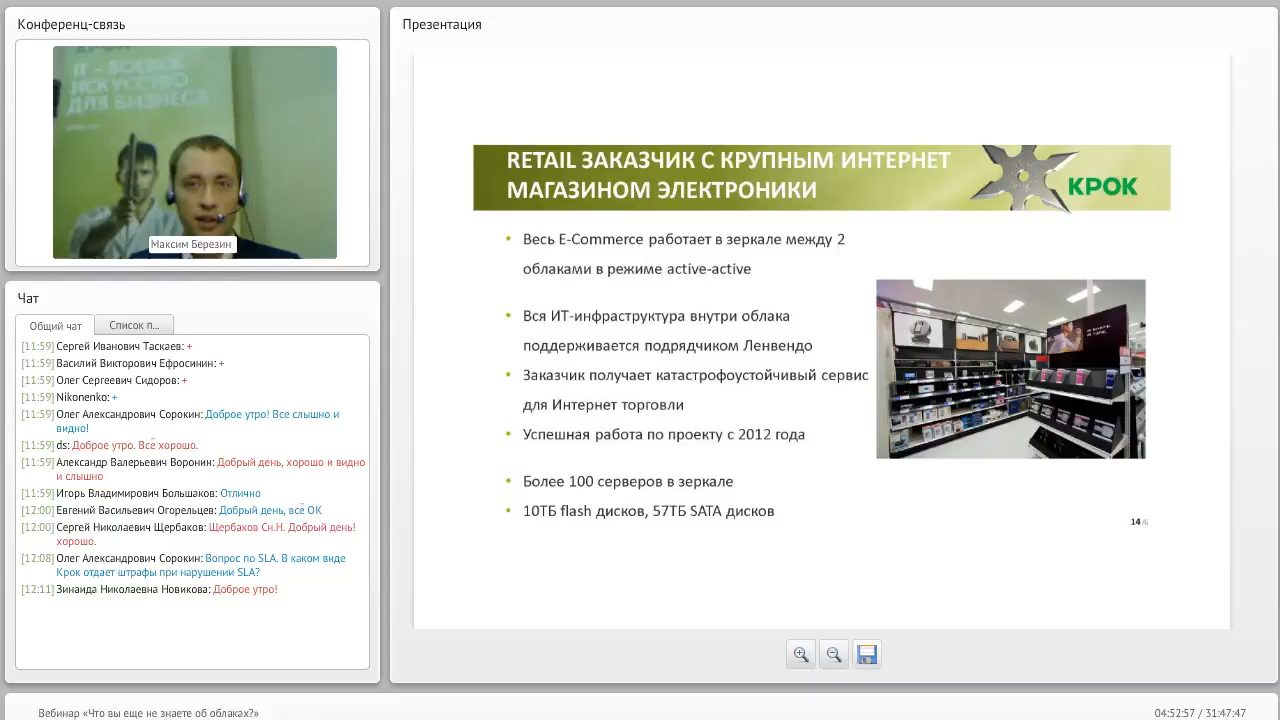 Конференц-связь
IT – БОЕВОЕ
ИСКУССТВО
ДЛЯ БИЗНЕСА
Максим Березин
Чат
Общий чат
Список п...
[11:59] Сергей Иванович Таскаев: +
[11:59] Василий Викторович Ефросинин: +
[11:59] Олег Сергеевич Сидоров: +
[11:59] Nikonenko: +
[11:59] Олег Александрович Сорокин: Доброе утро! Все слышно и
видно!
[11:59] ds: Доброе утро. Всё хорошо.
[11:59] Александр Валерьевич Воронин: Добрый день, хорошо и видно
и слышно
[11:59] Игорь Владимирович Большаков: Отлично
[12:00] Евгений Васильевич Огорельцев: Добрый день, всё ОК
[12:00] Сергей Николаевич Щербаков: Щербаков Сн.Н. Добрый день!
хорошо.
[12:08] Олег Александрович Сорокин: Вопрос по SLA. В каком виде
Крок отдает штрафы при нарушении SLA?
[12:11] Зинаида Николаевна Новикова: Доброе утро!
Презентация
RETAIL ЗАКАЗЧИК С КРУПНЫМ ИНТЕРНЕТ
МАГАЗИНОМ ЭЛЕКТРОНИКИ
КРОК
• Весь E-Commerce работает в зеркале между 2
облаками в режиме active-active
• Вся ИТ-инфраструктура внутри облака
поддерживается подрядчиком Ленвендо
• Заказчик получает катастрофоустойчивый сервис
для Интернет торговли
• Успешная работа по проекту с 2012 года
• Более 100 серверов в зеркале
• 10ТБ flash дисков, 57ТБ SATA дисков
14
Вебинар «Что вы еще не знаете об облаках?»
04:52:57 / 31:47:47